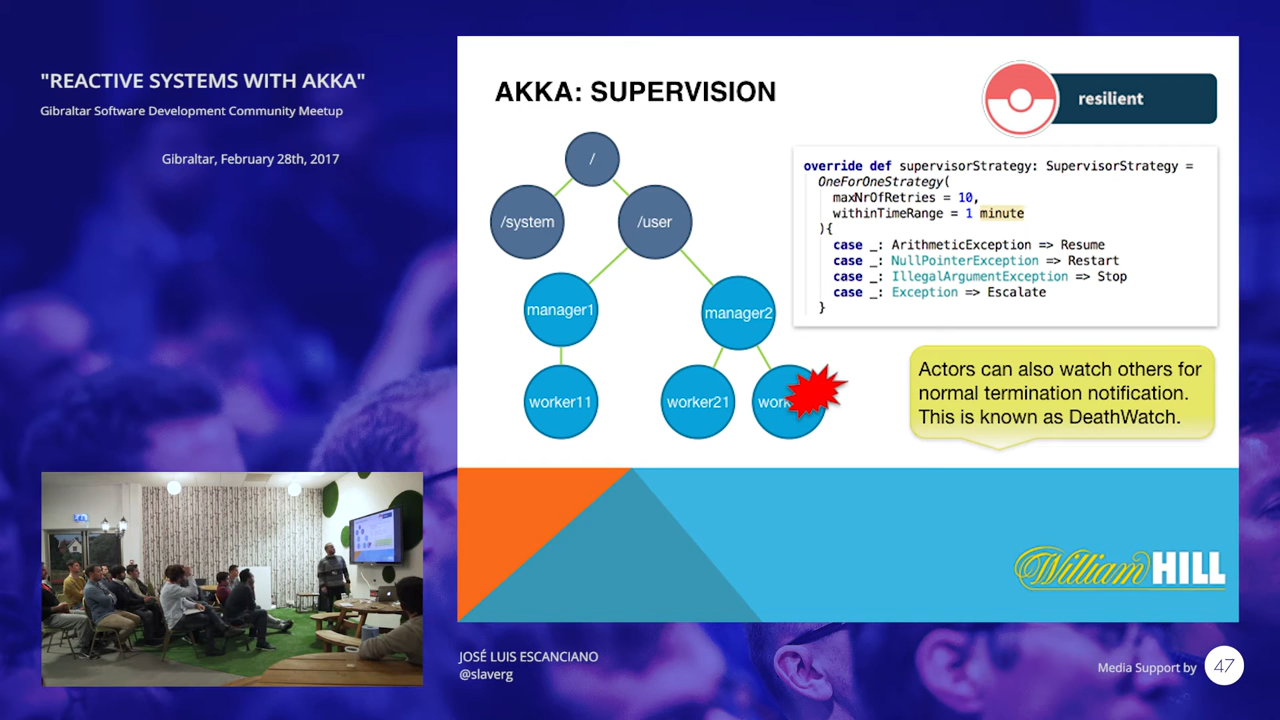 "REACTIVE SYSTEMS WITH AKKA"
Gibraltar Software Development Community Meetup
Gibraltar, February 28th, 2017
AKKA: SUPERVISION
resilient
/
/system
/user
manager1
manager2
worker11
worker21
override def supervisorStrategy: SupervisorStrategy =
OneForOneStrategy(
maxNrOfRetries = 10,
withinTimeRange = 1 minute
){
case _: ArithmeticException => Resume
case _: NullPointerException => Restart
case _: IllegalArgumentException => Stop
case _: Exception => Escalate
}
Actors can also watch others for
normal termination notification.
This is known as DeathWatch.
William HILL
JOSÉ LUIS ESCANCIANO
@slaverg
Media Support by
47